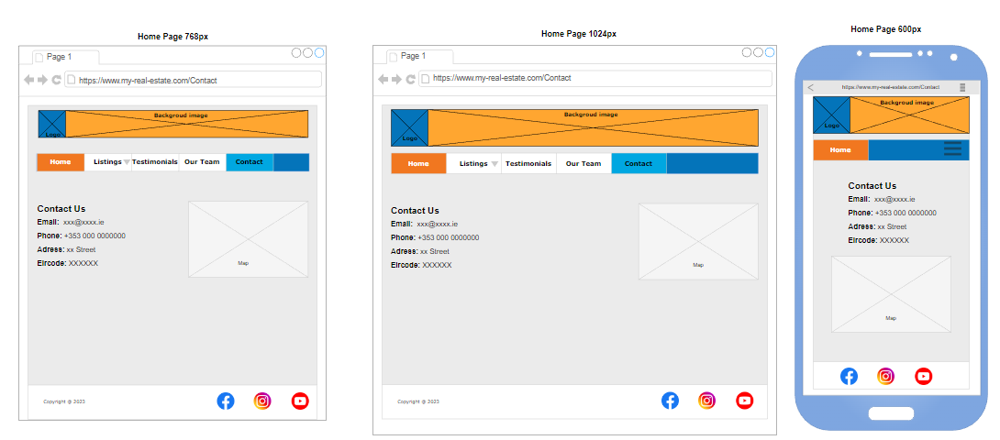 Home Page 768px
Page 1
https://www.my-real-estate.com/Contact
Logo
Backgroud image
Home
Listings
Testimonials
Our Team
Contact
Contact Us
Email: xxx@xxxx.ie
Phone: +353 000 0000000
Adress: xx Street
Eircode: XXXXXX
Map
Copyright @ 2023
Home Page 1024px
Page 1
https://www.my-real-estate.com/Contact
Logo
Backgroud image
Home
Listings
Testimonials
Our Team
Contact
Contact Us
Email: xxx@xxxx.ie
Phone: +353 000 0000000
Adress: xx Street
Eircode: XXXXXX
Map
Copyright @ 2023
Home Page 600px
https://www.my-real-estate.com/Contact
Logo
Backgroud image
Home
Contact Us
Email: xxx@xxxx.ie
Phone: +353 000 0000000
Adress: xx Street
Eircode: XXXXXX
Map